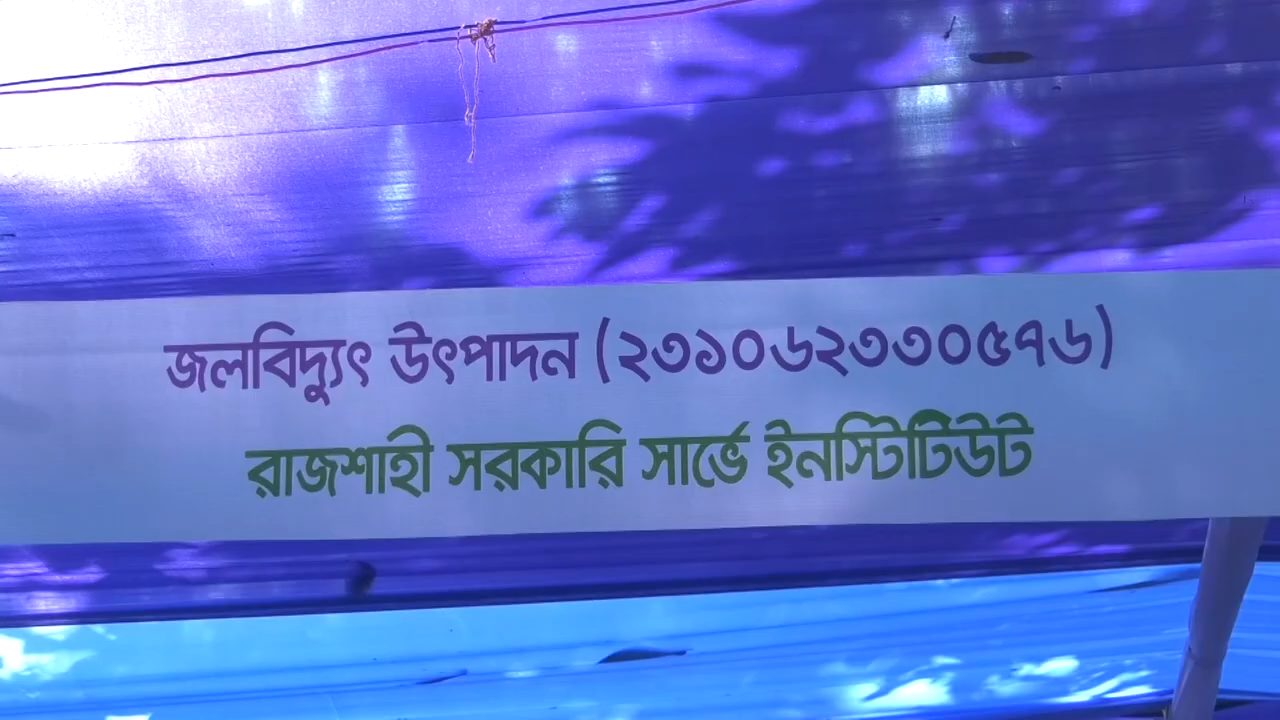 জলবিদ্যুৎ উৎপাদন (২৩১০৬২৩৩০৫৭৬)
রাজশাহী সরকারি সার্ভে ইনস্টিটিউট